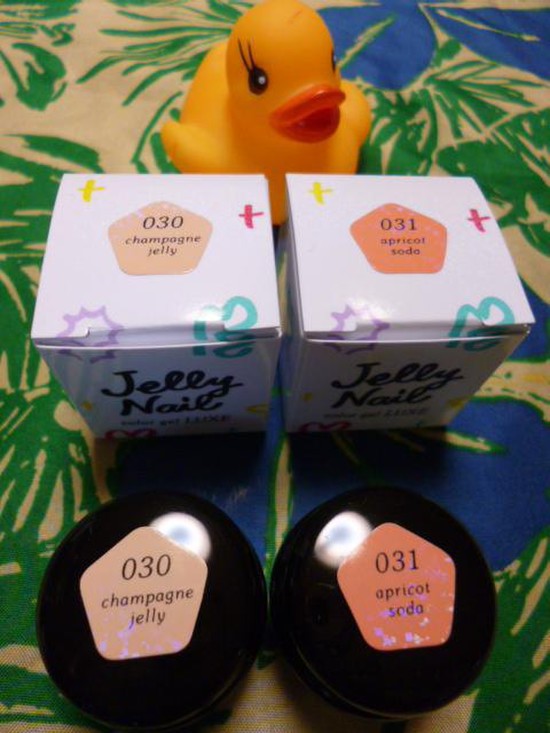 030
champagne
jelly
031
apricot
soda
Jelly
Nail
color gel LUXE
Jelly
Nail
color gel LUXE
030
champagne
jelly
031
apricot
soda